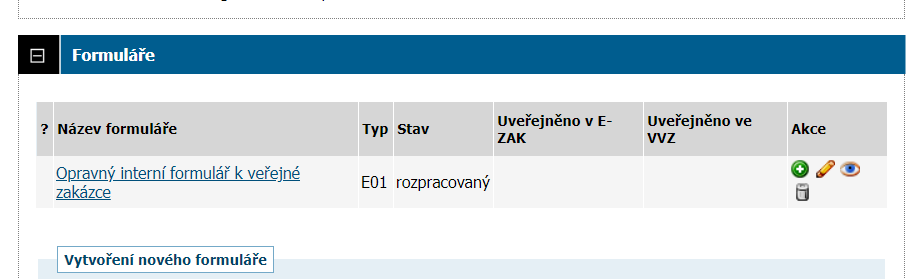 Formuláře
? Název formuláře Typ Stav Uveřejněno v E-ZAK Uveřejněno ve VVZ Akce
Opravný interní formulář k veřejné zakázce E01 rozpracovaný
Vytvoření nového formuláře